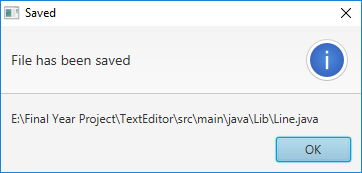 Saved
File has been saved
E:\Final Year Project\TextEditor\src\main\java\Lib\Line.java
OK